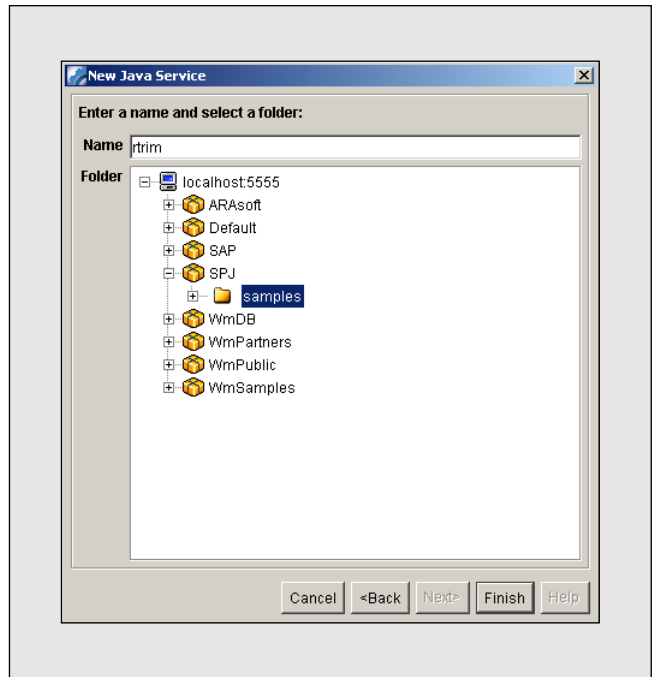 New Java Service
Enter a name and select a folder:
Name rtrim
Folder
localhost:5555
ARAsoft
Default
SAP
SPJ
samples
WmDB
WmPartners
WmPublic
WmSamples
Cancel <Back Next> Finish Help